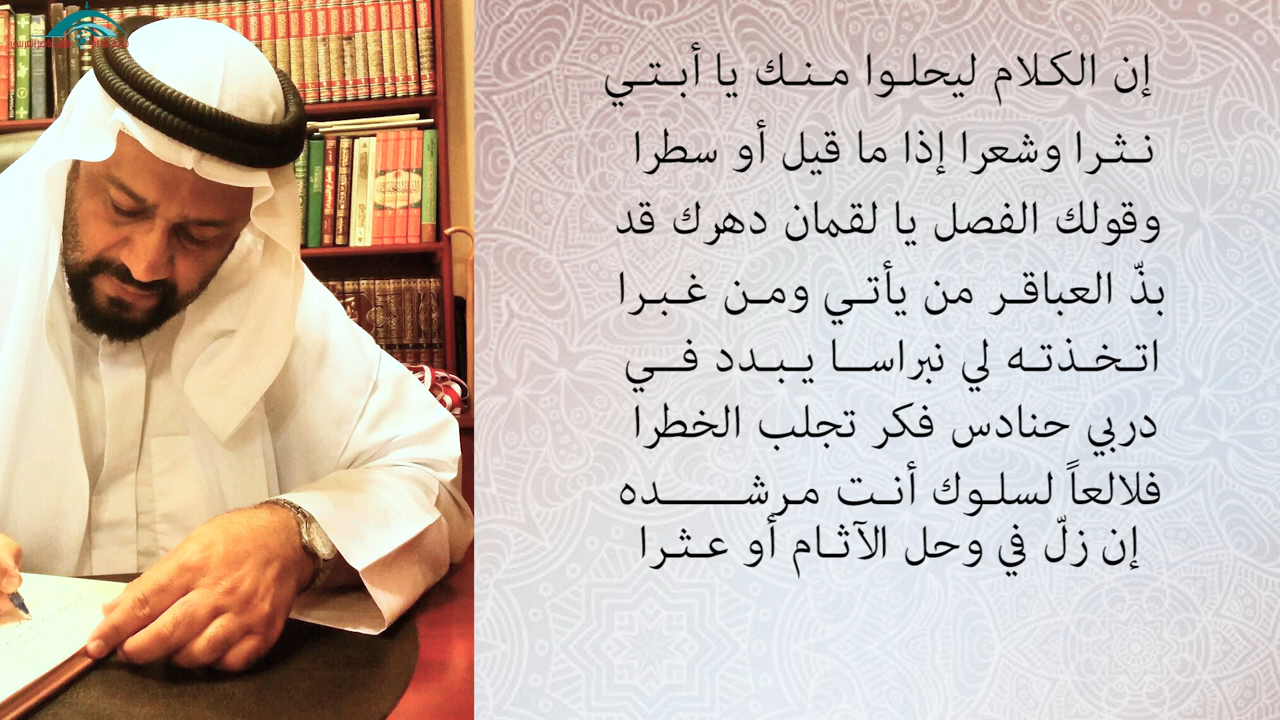 إن الكلام ليحلوا منك يا أبتي
نثرا وشعرا إذا ما قيل أو سطرا
وقولك الفصل يا لقمان دهرك قد
بذّ العباقر من يأتي ومن غبرا
اتخذته لي نبراسا يبدد في
دربي حنادس فكر تجلب الخطرا
فلالعاً لسلوك أنت مرشده
إن زلّ في وحل الآثام أو عثرا